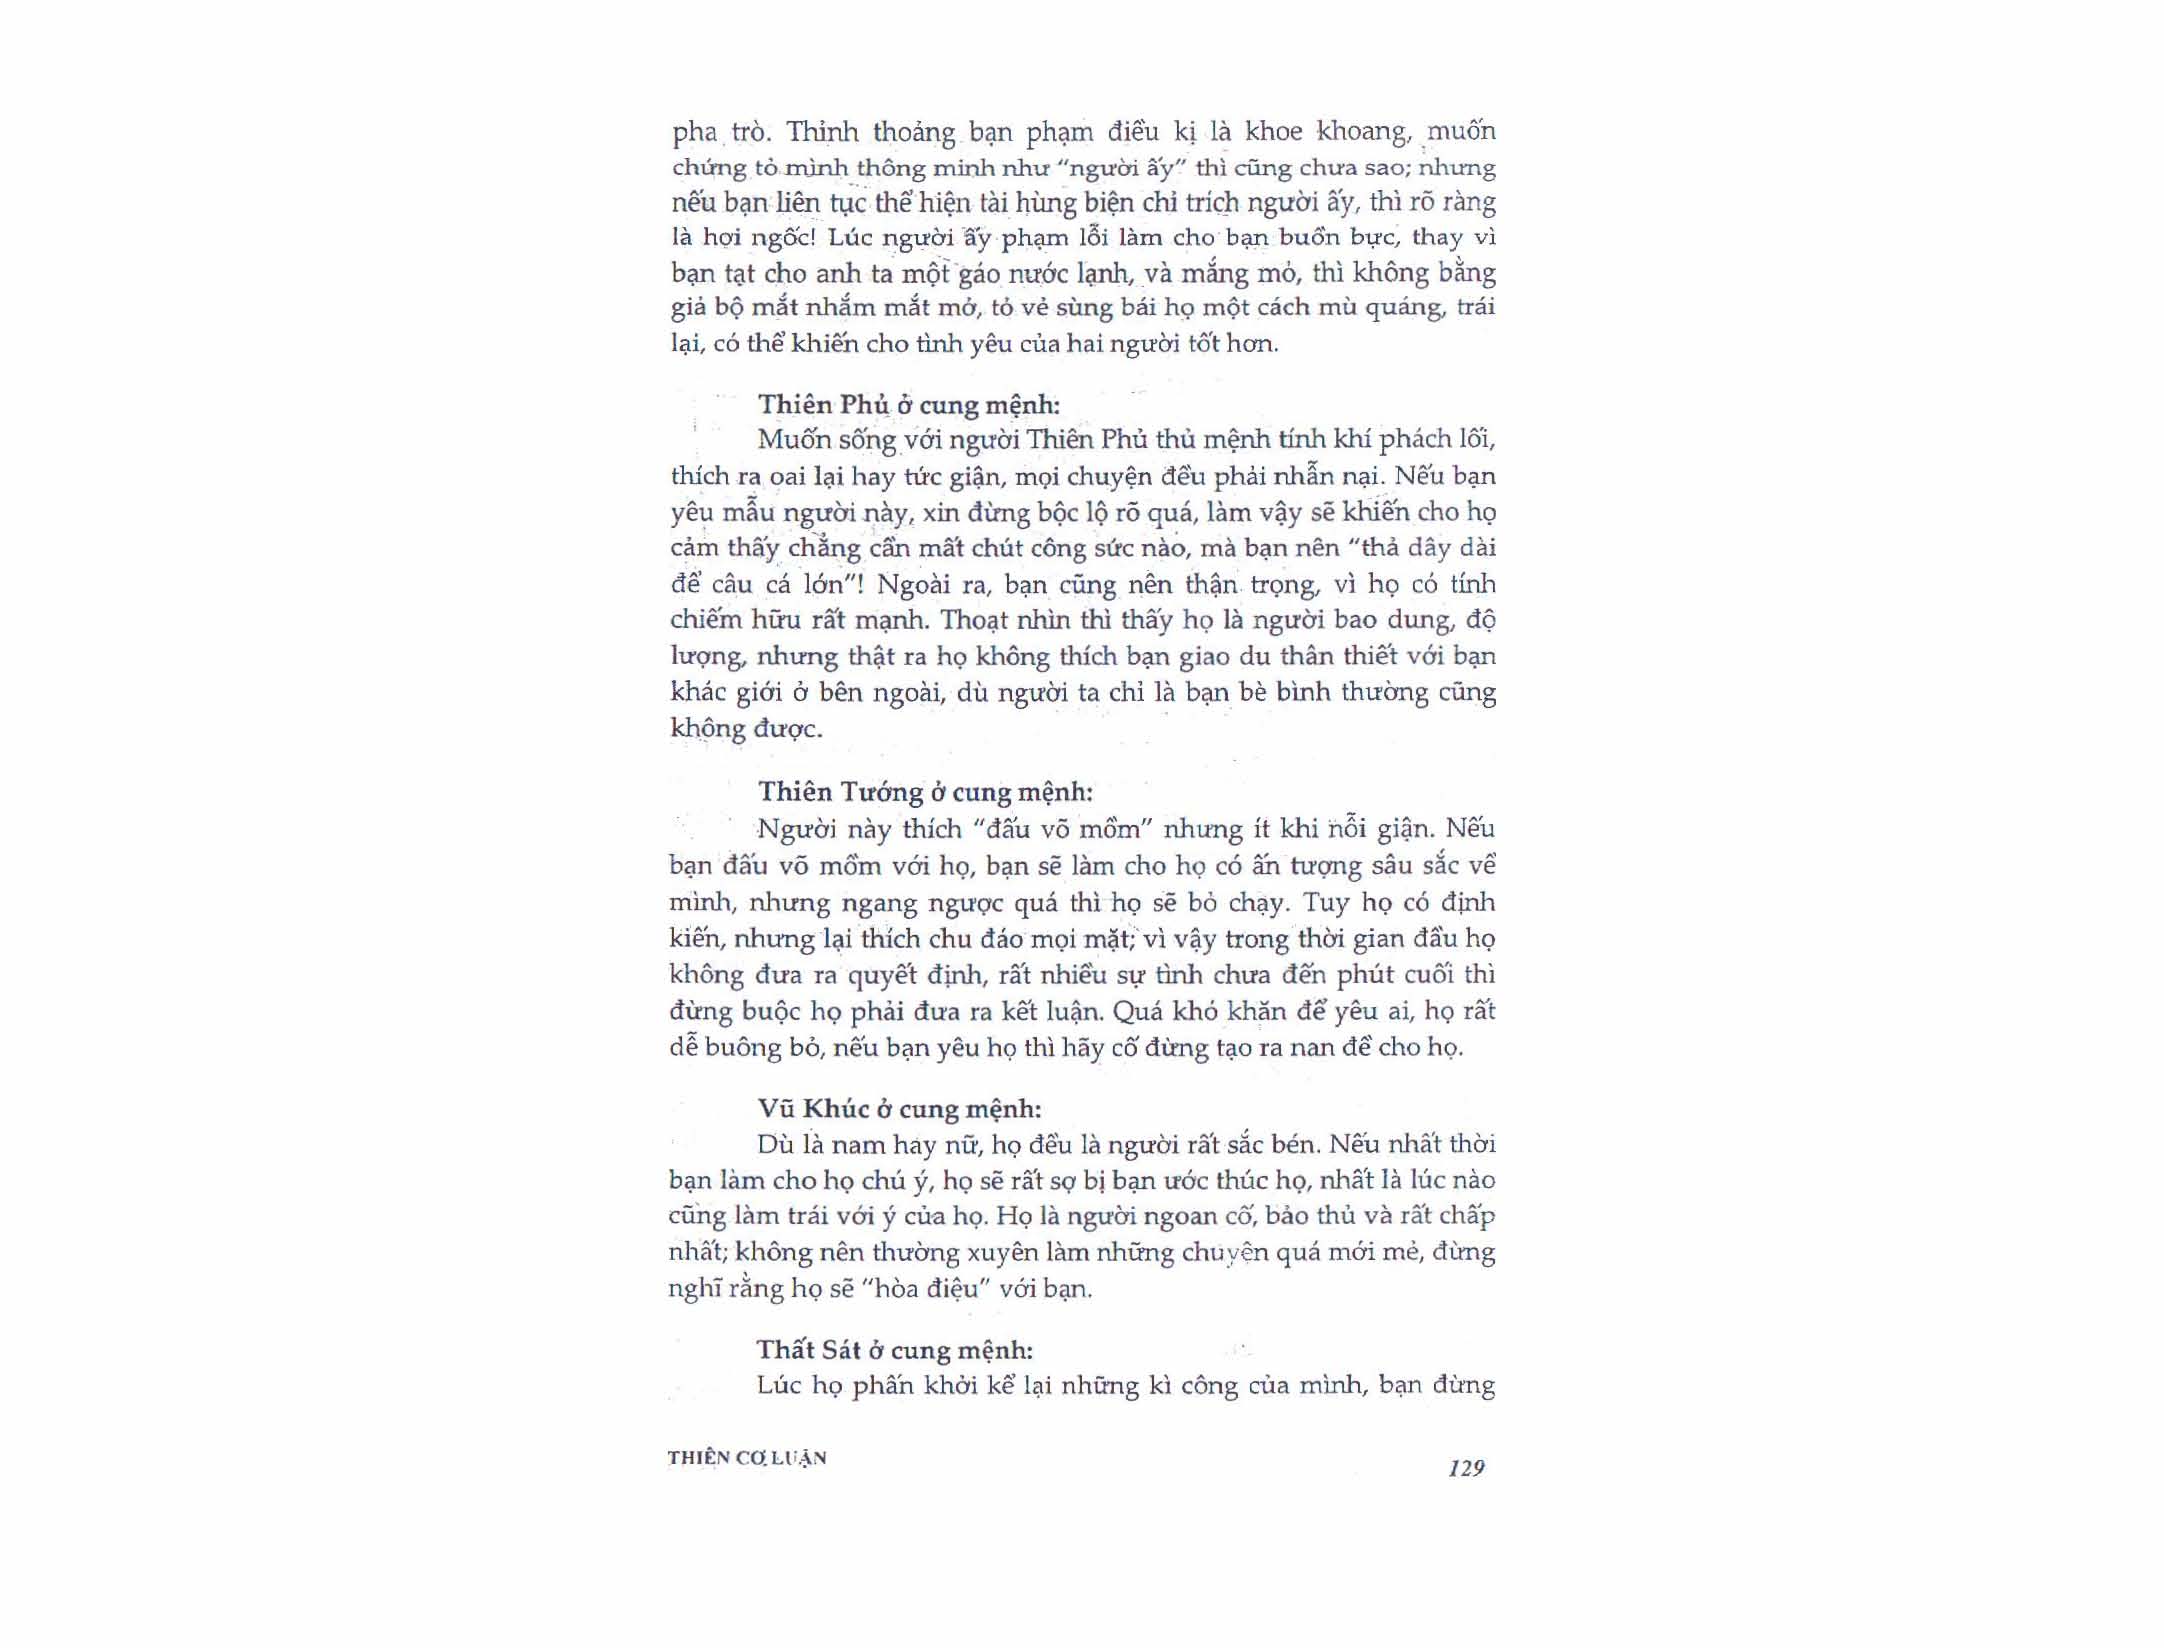 pha trò. Thỉnh thoảng bạn phạm điều kị là khoe khoang, muốn
chứng tỏ mình thông minh như "người ấy" thì cũng chưa sao; nhưng
nếu bạn liên tục thể hiện tài hùng biện chỉ trích người ấy, thì rõ ràng
là hơi ngốc! Lúc người ấy phạm lỗi làm cho bạn buồn bực, thay vì
bạn tạt cho anh ta một gáo nước lạnh, và mắng mỏ, thì không bằng
giả bộ mắt nhắm mắt mở, tỏ vẻ sùng bái họ một cách mù quáng, trái
lại, có thể khiến cho tình yêu của hai người tốt hơn.
Thiên Phủ ở cung mệnh:
Muốn sống với người Thiên Phủ thủ mệnh tính khí phách lối,
thích ra oai lại hay tức giận, mọi chuyện đều phải nhẫn nại. Nếu bạn
yêu mẫu người này, xin đừng bộc lộ rõ quá, làm vậy sẽ khiến cho họ
cảm thấy chẳng cần mất chút công sức nào, mà bạn nên "thả dây dài
để câu cá lớn"! Ngoài ra, bạn cũng nên thận trọng, vì họ có tính
chiếm hữu rất mạnh. Thoạt nhìn thì thấy họ là người bao dung, độ
lượng, nhưng thật ra họ không thích bạn giao du thân thiết với bạn
khác giới ở bên ngoài, dù người ta chỉ là bạn bè bình thường cũng
không được.
Thiên Tướng ở cung mệnh:
Người này thích "đấu võ mồm" nhưng ít khi nỗi giận. Nếu
bạn đấu võ mồm với họ, bạn sẽ làm cho họ có ấn tượng sâu sắc về
mình, nhưng ngang ngược quá thì họ sẽ bỏ chạy. Tuy họ có định
kiến, nhưng lại thích chu đáo mọi mặt; vì vậy trong thời gian đầu họ
không đưa ra quyết định, rất nhiều sự tình chưa đến phút cuối thì
đừng buộc họ phải đưa ra kết luận. Quá khó khăn để yêu ai, họ rất
dễ buông bỏ, nếu bạn yêu họ thì hãy cố đừng tạo ra nan đề cho họ.
Vũ Khúc ở cung mệnh:
Dù là nam hay nữ, họ đều là người rất sắc bén. Nếu nhất thời
bạn làm cho họ chú ý, họ sẽ rất sợ bị bạn ước thúc họ, nhất là lúc nào
cũng làm trái với ý của họ. Họ là người ngoan cố, bảo thủ và rất chấp
nhất; không nên thường xuyên làm những chuyện quá mới mẻ, đừng
nghĩ rằng họ sẽ "hòa điệu" với bạn.
Thất Sát ở cung mệnh:
Lúc họ phấn khởi kể lại những kì công của mình, bạn đừng
THIÊN CƠ LUẬN
129